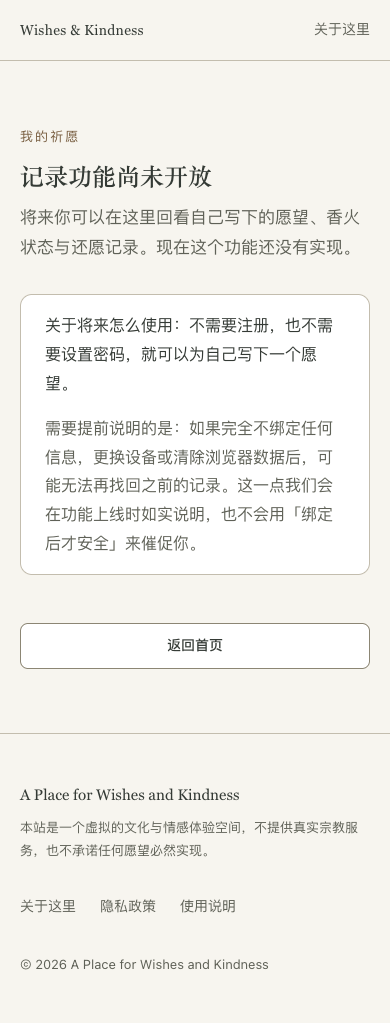 Wishes & Kindness
关于这里
我的祈愿
记录功能尚未开放
将来你可以在这里回看自己写下的愿望、香火
状态与还愿记录。现在这个功能还没有实现。
关于将来怎么使用：不需要注册，也不需
要设置密码，就可以为自己写下一个愿
望。
需要提前说明的是：如果完全不绑定任何
信息，更换设备或清除浏览器数据后，可
能无法再找回之前的记录。这一点我们会
在功能上线时如实说明，也不会用「绑定
后才安全」来催促你。
返回首页
A Place for Wishes and Kindness
本站是一个虚拟的文化与情感体验空间，不提供真实宗教服
务，也不承诺任何愿望必然实现。
关于这里
隐私政策
使用说明
© 2026 A Place for Wishes and Kindness